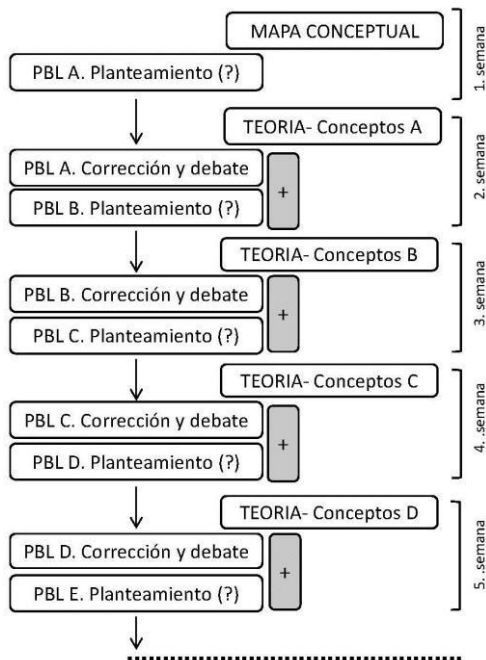 MAPA CONCEPTUAL
PBL A. Planteamiento (?)
1. semana
TEORIA- Conceptos A
PBL A. Corrección y debate
PBL B. Planteamiento (?)
+
2. semana
TEORIA- Conceptos B
PBL B. Corrección y debate
PBL C. Planteamiento (?)
+
3. semana
TEORIA- Conceptos C
PBL C. Corrección y debate
PBL D. Planteamiento (?)
+
4. .semana
TEORIA- Conceptos D
PBL D. Corrección y debate
PBL E. Planteamiento (?)
+
5. .semana